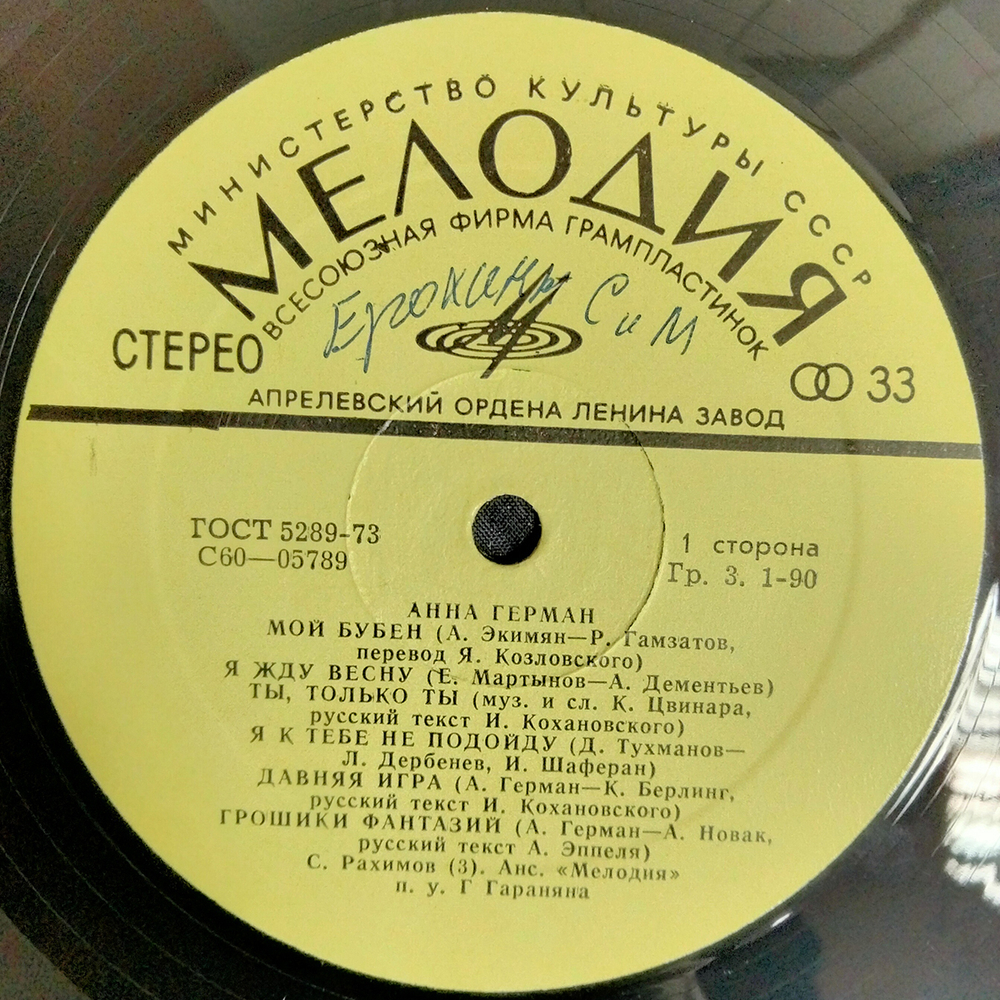 МИНИСТЕРСТВО КУЛЬТУРЫ СССР
МЕЛОДИЯ
ВСЕСОЮЗНАЯ ФИРМА ГРАМПЛАСТИНОК
Ерохины С и М
СТЕРЕО
33
АПРЕЛЕВСКИЙ ОРДЕНА ЛЕНИНА ЗАВОД
ГОСТ 5289-73
С60—05789
1 сторона
Гр. 3. 1-90
АННА ГЕРМАН
МОЙ БУБЕН (А. Экимян—Р. Гамзатов,
перевод Я. Козловского)
Я ЖДУ ВЕСНУ (Е. Мартынов—А. Дементьев)
ТЫ, ТОЛЬКО ТЫ (муз. и сл. К. Цвинара,
русский текст И. Кохановского)
Я К ТЕБЕ НЕ ПОДОЙДУ (Д. Тухманов—
Л. Дербенев, И. Шаферан)
ДАВНЯЯ ИГРА (А. Герман—К. Берлинг,
русский текст И. Кохановского)
ГРОШИКИ ФАНТАЗИЙ (А. Герман—А. Новак,
русский текст А. Эппеля)
С. Рахимов (3). Анс. «Мелодия»
п. у. Г Гараняна